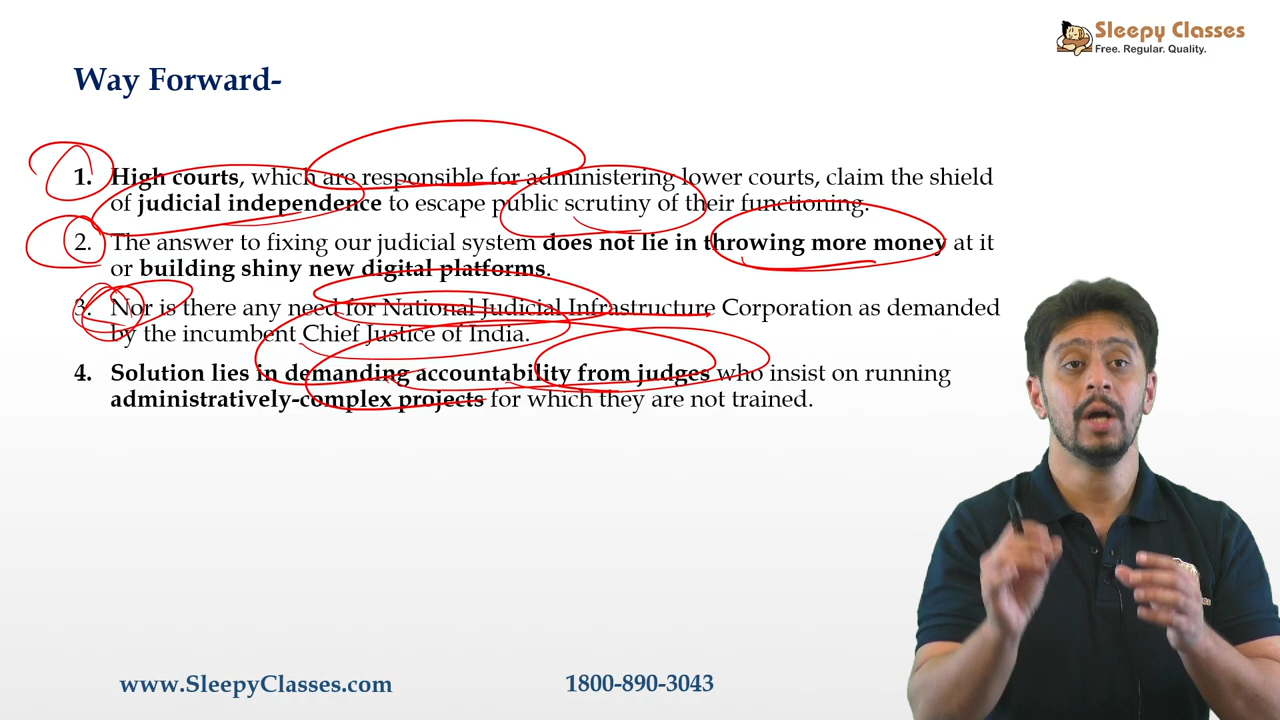 Sleepy Classes
Free. Regular. Quality.
Way Forward-
1. High courts, which are responsible for administering lower courts, claim the shield
of judicial independence to escape public scrutiny of their functioning.
2. The answer to fixing our judicial system does not lie in throwing more money at it
or building shiny new digital platforms.
3. Nor is there any need for National Judicial Infrastructure Corporation as demanded
by the incumbent Chief Justice of India.
4. Solution lies in demanding accountability from judges who insist on running
administratively-complex projects for which they are not trained.
www.SleepyClasses.com
1800-890-3043